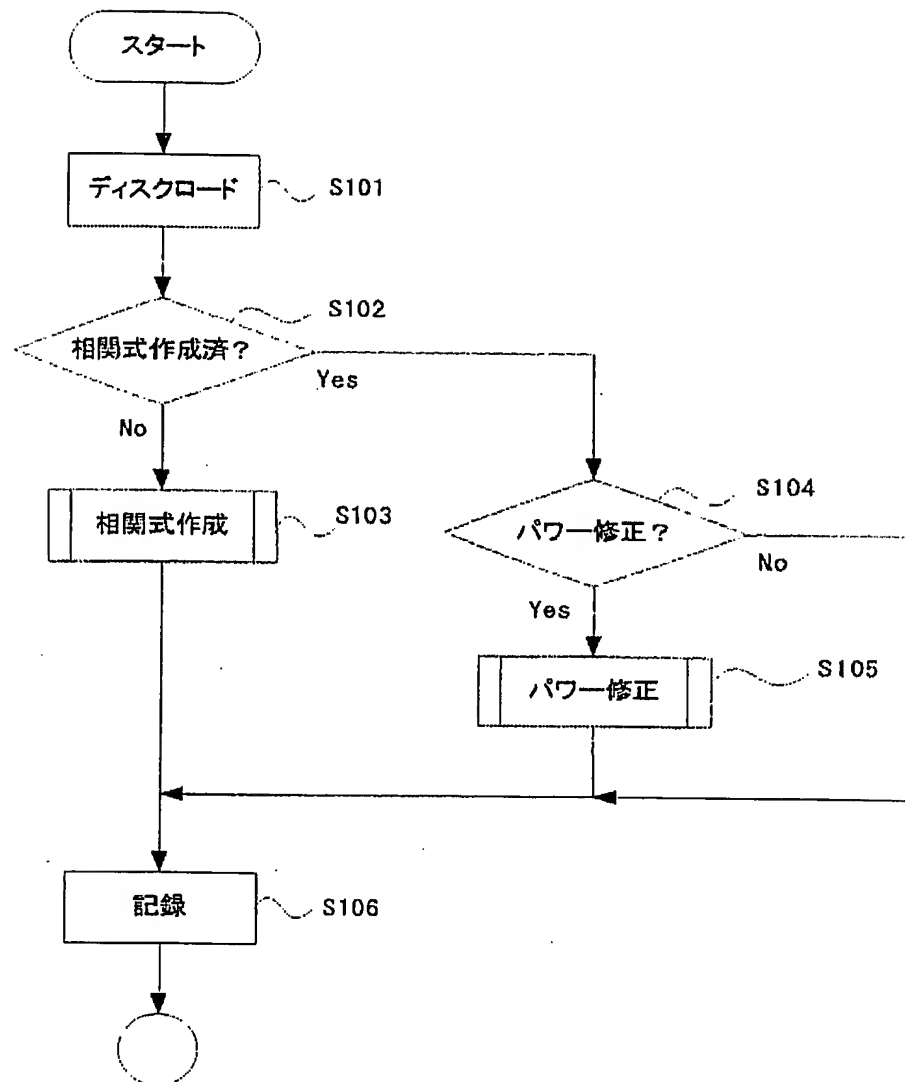 スタート
ディスクロード
S101
S102
相関式作成済？
Yes
No
S104
相関式作成
S103
パワー修正？
No
Yes
S105
パワー修正
記録
S106